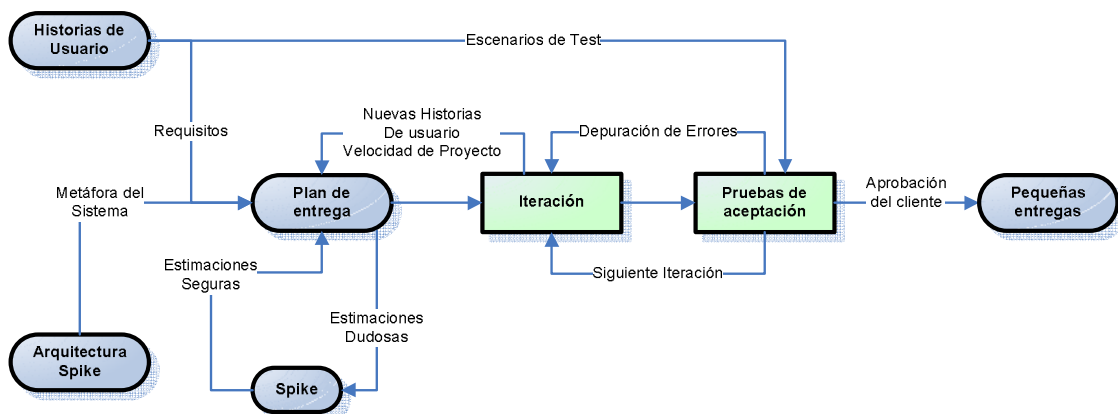 Historias de
Usuario
Escenarios de Test
Nuevas Historias
De usuario
Velocidad de Proyecto
Requisitos
Depuración de Errores
Metáfora del
Sistema
Plan de
entrega
Iteración
Pruebas de
aceptación
Aprobación
del cliente
Pequeñas
entregas
Estimaciones
Seguras
Siguiente Iteración
Estimaciones
Dudosas
Arquitectura
Spike
Spike